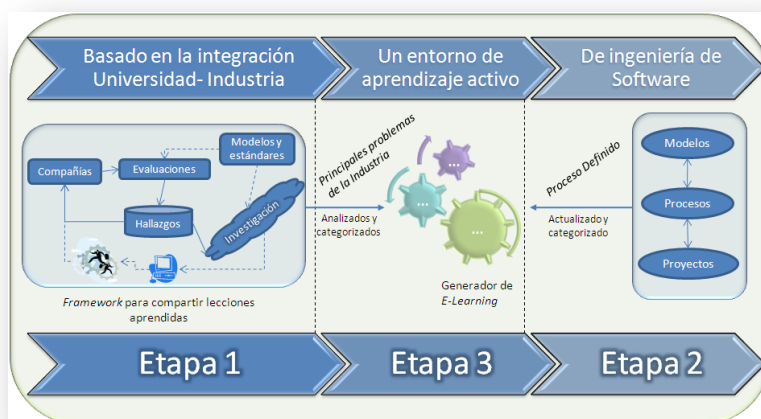 Basado en la integración
Universidad- Industria
Un entorno de
aprendizaje activo
De ingeniería de
Software
Modelos y
estándares
Compañías
Evaluaciones
Hallazgos
Investigación
Framework para compartir lecciones
aprendidas
Principales problemas
de la Industria
Analizados y
categorizados
...
...
...
Generador de
E-Learning
Proceso Definido
Actualizado y
categorizado
Modelos
Procesos
Proyectos
Etapa 1
Etapa 3
Etapa 2